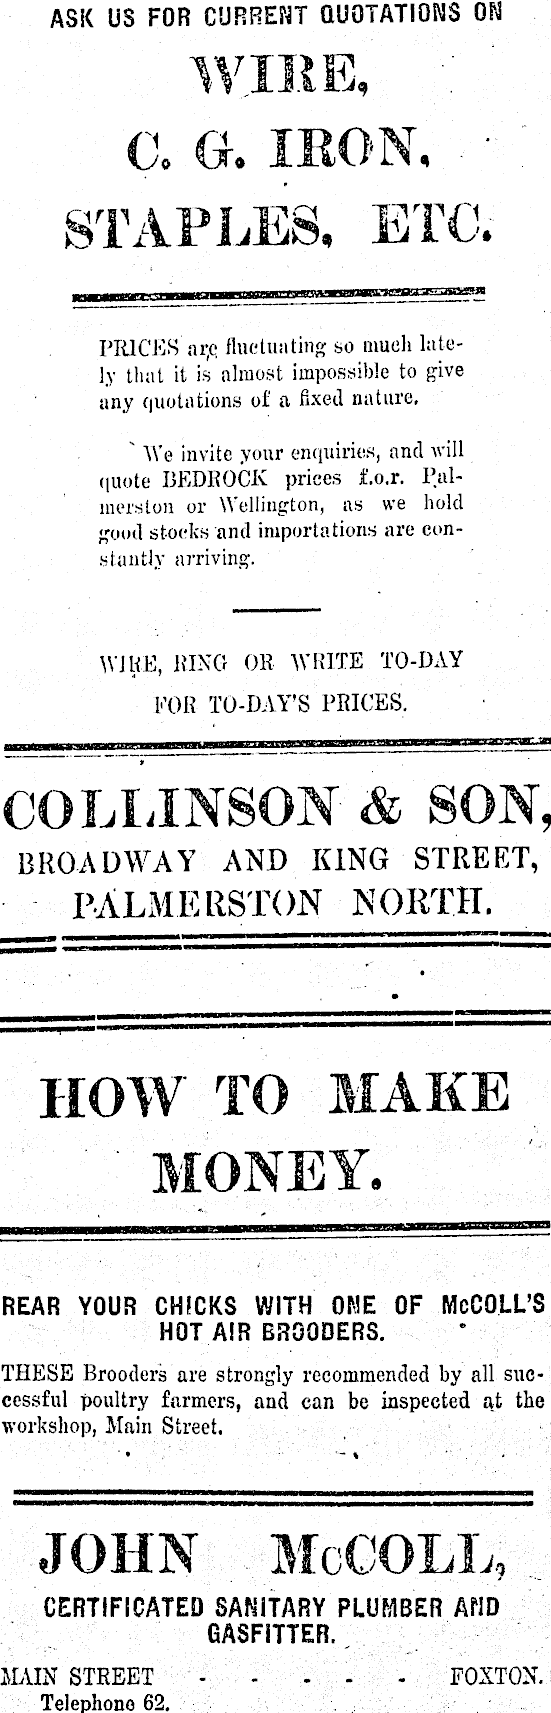 ASK US FOR CURRENT QUOTATIONS ON
WIRE,
C. G. IRON,
STAPLES, ETC.
PRICES are fluctuating so much late-
ly that it is almost impossible to give
any quotations of a fixed nature.
We invite your enquiries, and will
quote BEDROCK prices f.o.r. Pal-
merston or Wellington, as we hold
good stocks and importations are con-
stantly arriving.
WIRE, RING OR WRITE TO-DAY
FOR TO-DAY'S PRICES.
COLLINSON & SON,
BROADWAY AND KING STREET,
PALMERSTON NORTH.
HOW TO MAKE
MONEY.
REAR YOUR CHICKS WITH ONE OF McCOLL'S
HOT AIR BROODERS.
THESE Brooders are strongly recommended by all suc-
cessful poultry farmers, and can be inspected at the
workshop, Main Street.
JOHN McCOLL,
CERTIFICATED SANITARY PLUMBER AND
GASFITTER.
MAIN STREET - - - - - FOXTON.
Telephone 62.